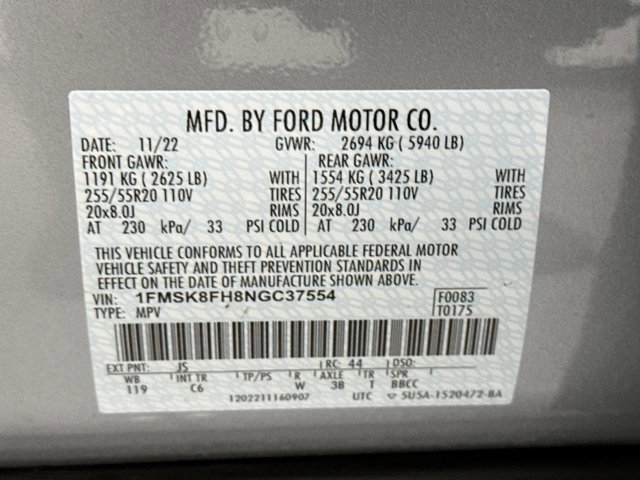 MFD. BY FORD MOTOR CO.
DATE: 11/22 GVWR: 2694 KG ( 5940 LB)
FRONT GAWR: REAR GAWR:
1191 KG ( 2625 LB) WITH 1554 KG ( 3425 LB) WITH
255/55R20 110V TIRES 255/55R20 110V TIRES
20x8.0J RIMS 20x8.0J RIMS
AT 230 kPa/ 33 PSI COLD AT 230 kPa/ 33 PSI COLD
THIS VEHICLE CONFORMS TO ALL APPLICABLE FEDERAL MOTOR
VEHICLE SAFETY AND THEFT PREVENTION STANDARDS IN
EFFECT ON THE DATE OF MANUFACTURE SHOWN ABOVE.
VIN: 1FMSK8FH8NGC37554 F0083
TYPE: MPV T0175
EXT PNT: JS RC: 44 DSO:
WB INT TR TP/PS R AXLE TR SPR
119 C6 W 3B T BBCC
1202211160907 UTC 5U5A-1520472-BA